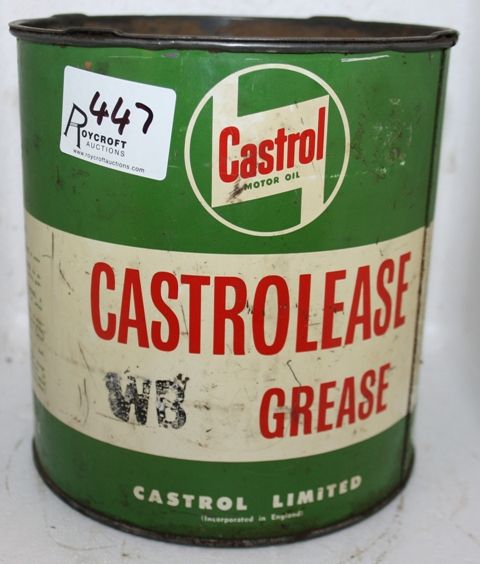 447
ROYCROFT
AUCTIONS
www.roycroftauctions.com
Castrol
MOTOR OIL
CASTROLEASE
WB GREASE
CASTROL LIMITED
(Incorporated in England)